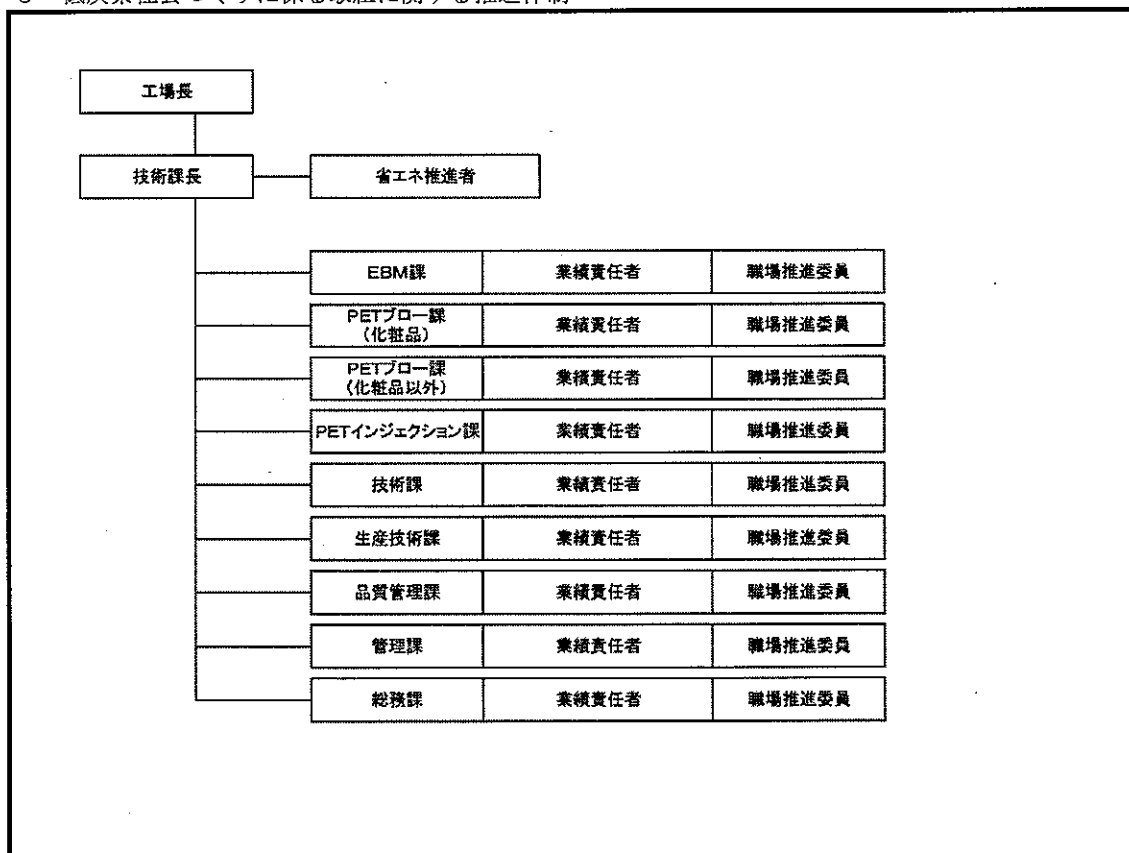 工場長
技術課長 省エネ推進者
EBM課 業績責任者 職場推進委員
PETブロー課
(化粧品) 業績責任者 職場推進委員
PETブロー課
(化粧品以外) 業績責任者 職場推進委員
PETインジェクション課 業績責任者 職場推進委員
技術課 業績責任者 職場推進委員
生産技術課 業績責任者 職場推進委員
品質管理課 業績責任者 職場推進委員
管理課 業績責任者 職場推進委員
総務課 業績責任者 職場推進委員